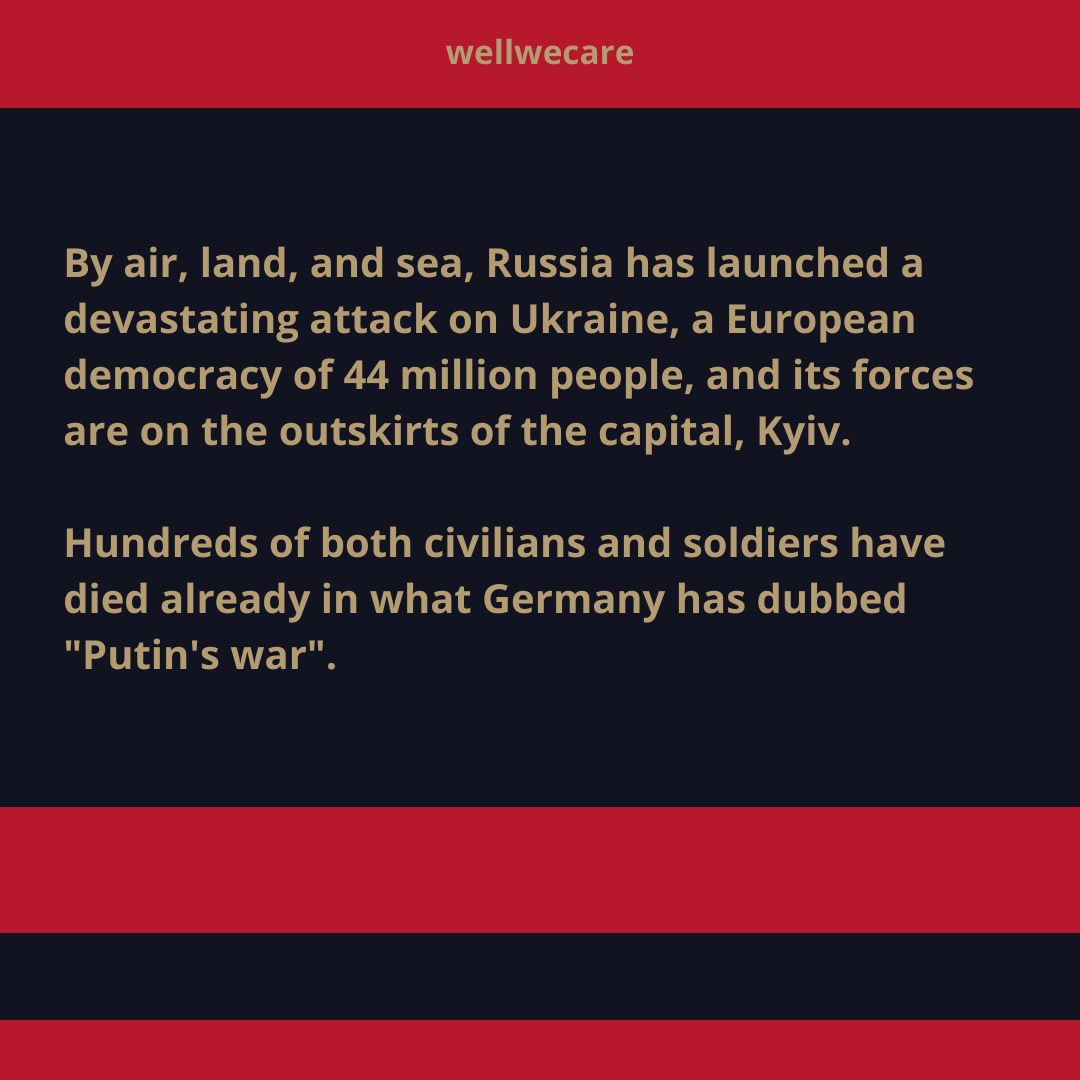 wellwecare
By air, land, and sea, Russia has launched a
devastating attack on Ukraine, a European
democracy of 44 million people, and its forces
are on the outskirts of the capital, Kyiv.
Hundreds of both civilians and soldiers have
died already in what Germany has dubbed
"Putin's war".